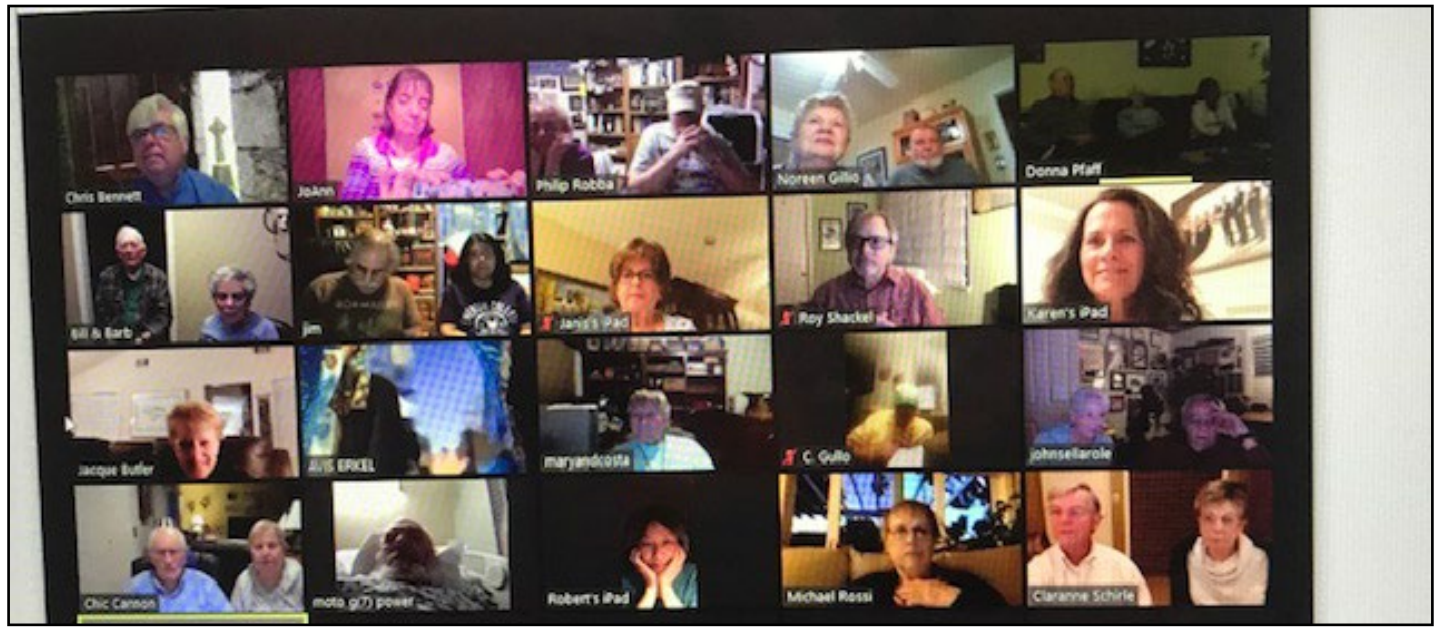 Chris Bennett
JoAnn
Philip Robba
Noreen Gillio
Donna Pfaff
Bill & Barb
jim
Janis's iPad
Roy Shackel
Karen's iPad
Jacque Butler
AVIS ERKEL
maryandcosta
C. Gullo
johnsellarole
Chic Cannon
moto g(7) power
Robert's iPad
Michael Rossi
Claranne Schirle